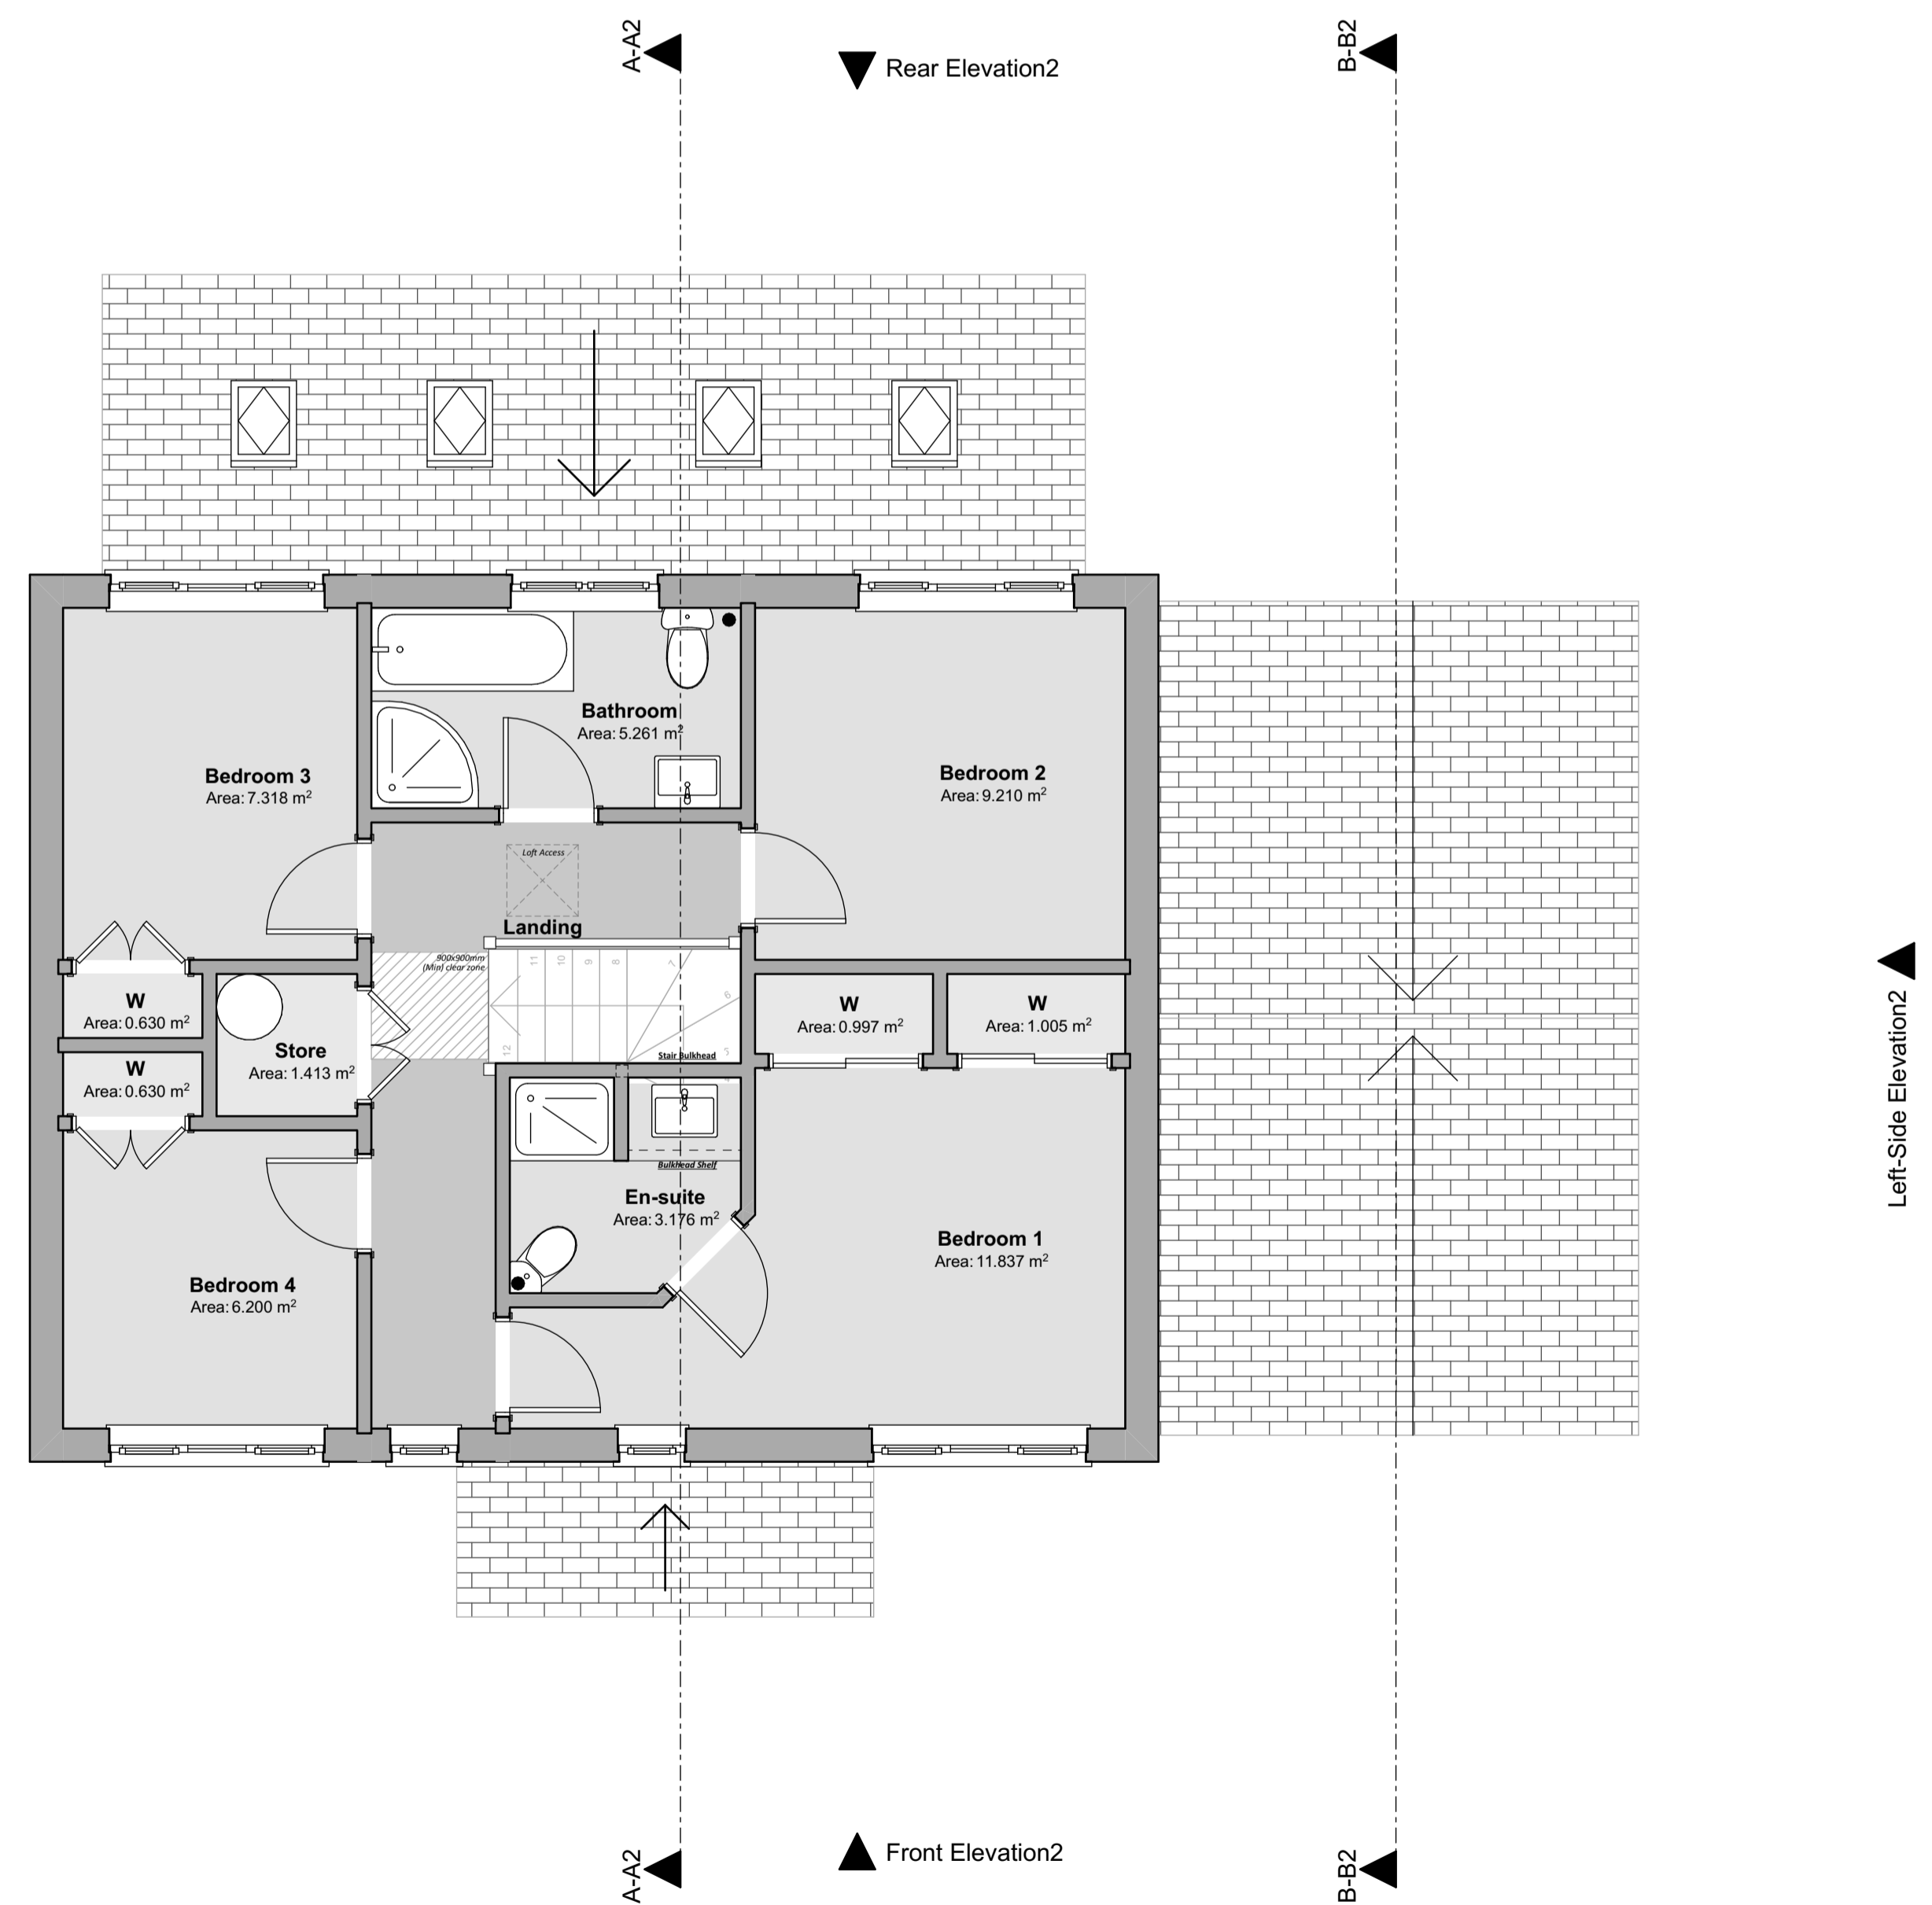 A-A2
Rear Elevation2
B-B2
Bathroom
Area: 5.261 m²
Bedroom 3
Area: 7.318 m²
Bedroom 2
Area: 9.210 m²
Loft Access
Landing
900x900mm
(Min) clear zone
11
10
9
8
7
6
5
12
W
Area: 0.630 m²
W
Area: 0.997 m²
W
Area: 1.005 m²
Store
Area: 1.413 m²
Stair Bulkhead
W
Area: 0.630 m²
Bulkhead Shelf
En-suite
Area: 3.176 m²
Bedroom 1
Area: 11.837 m²
Bedroom 4
Area: 6.200 m²
Left-Side Elevation2
A-A2
Front Elevation2
B-B2